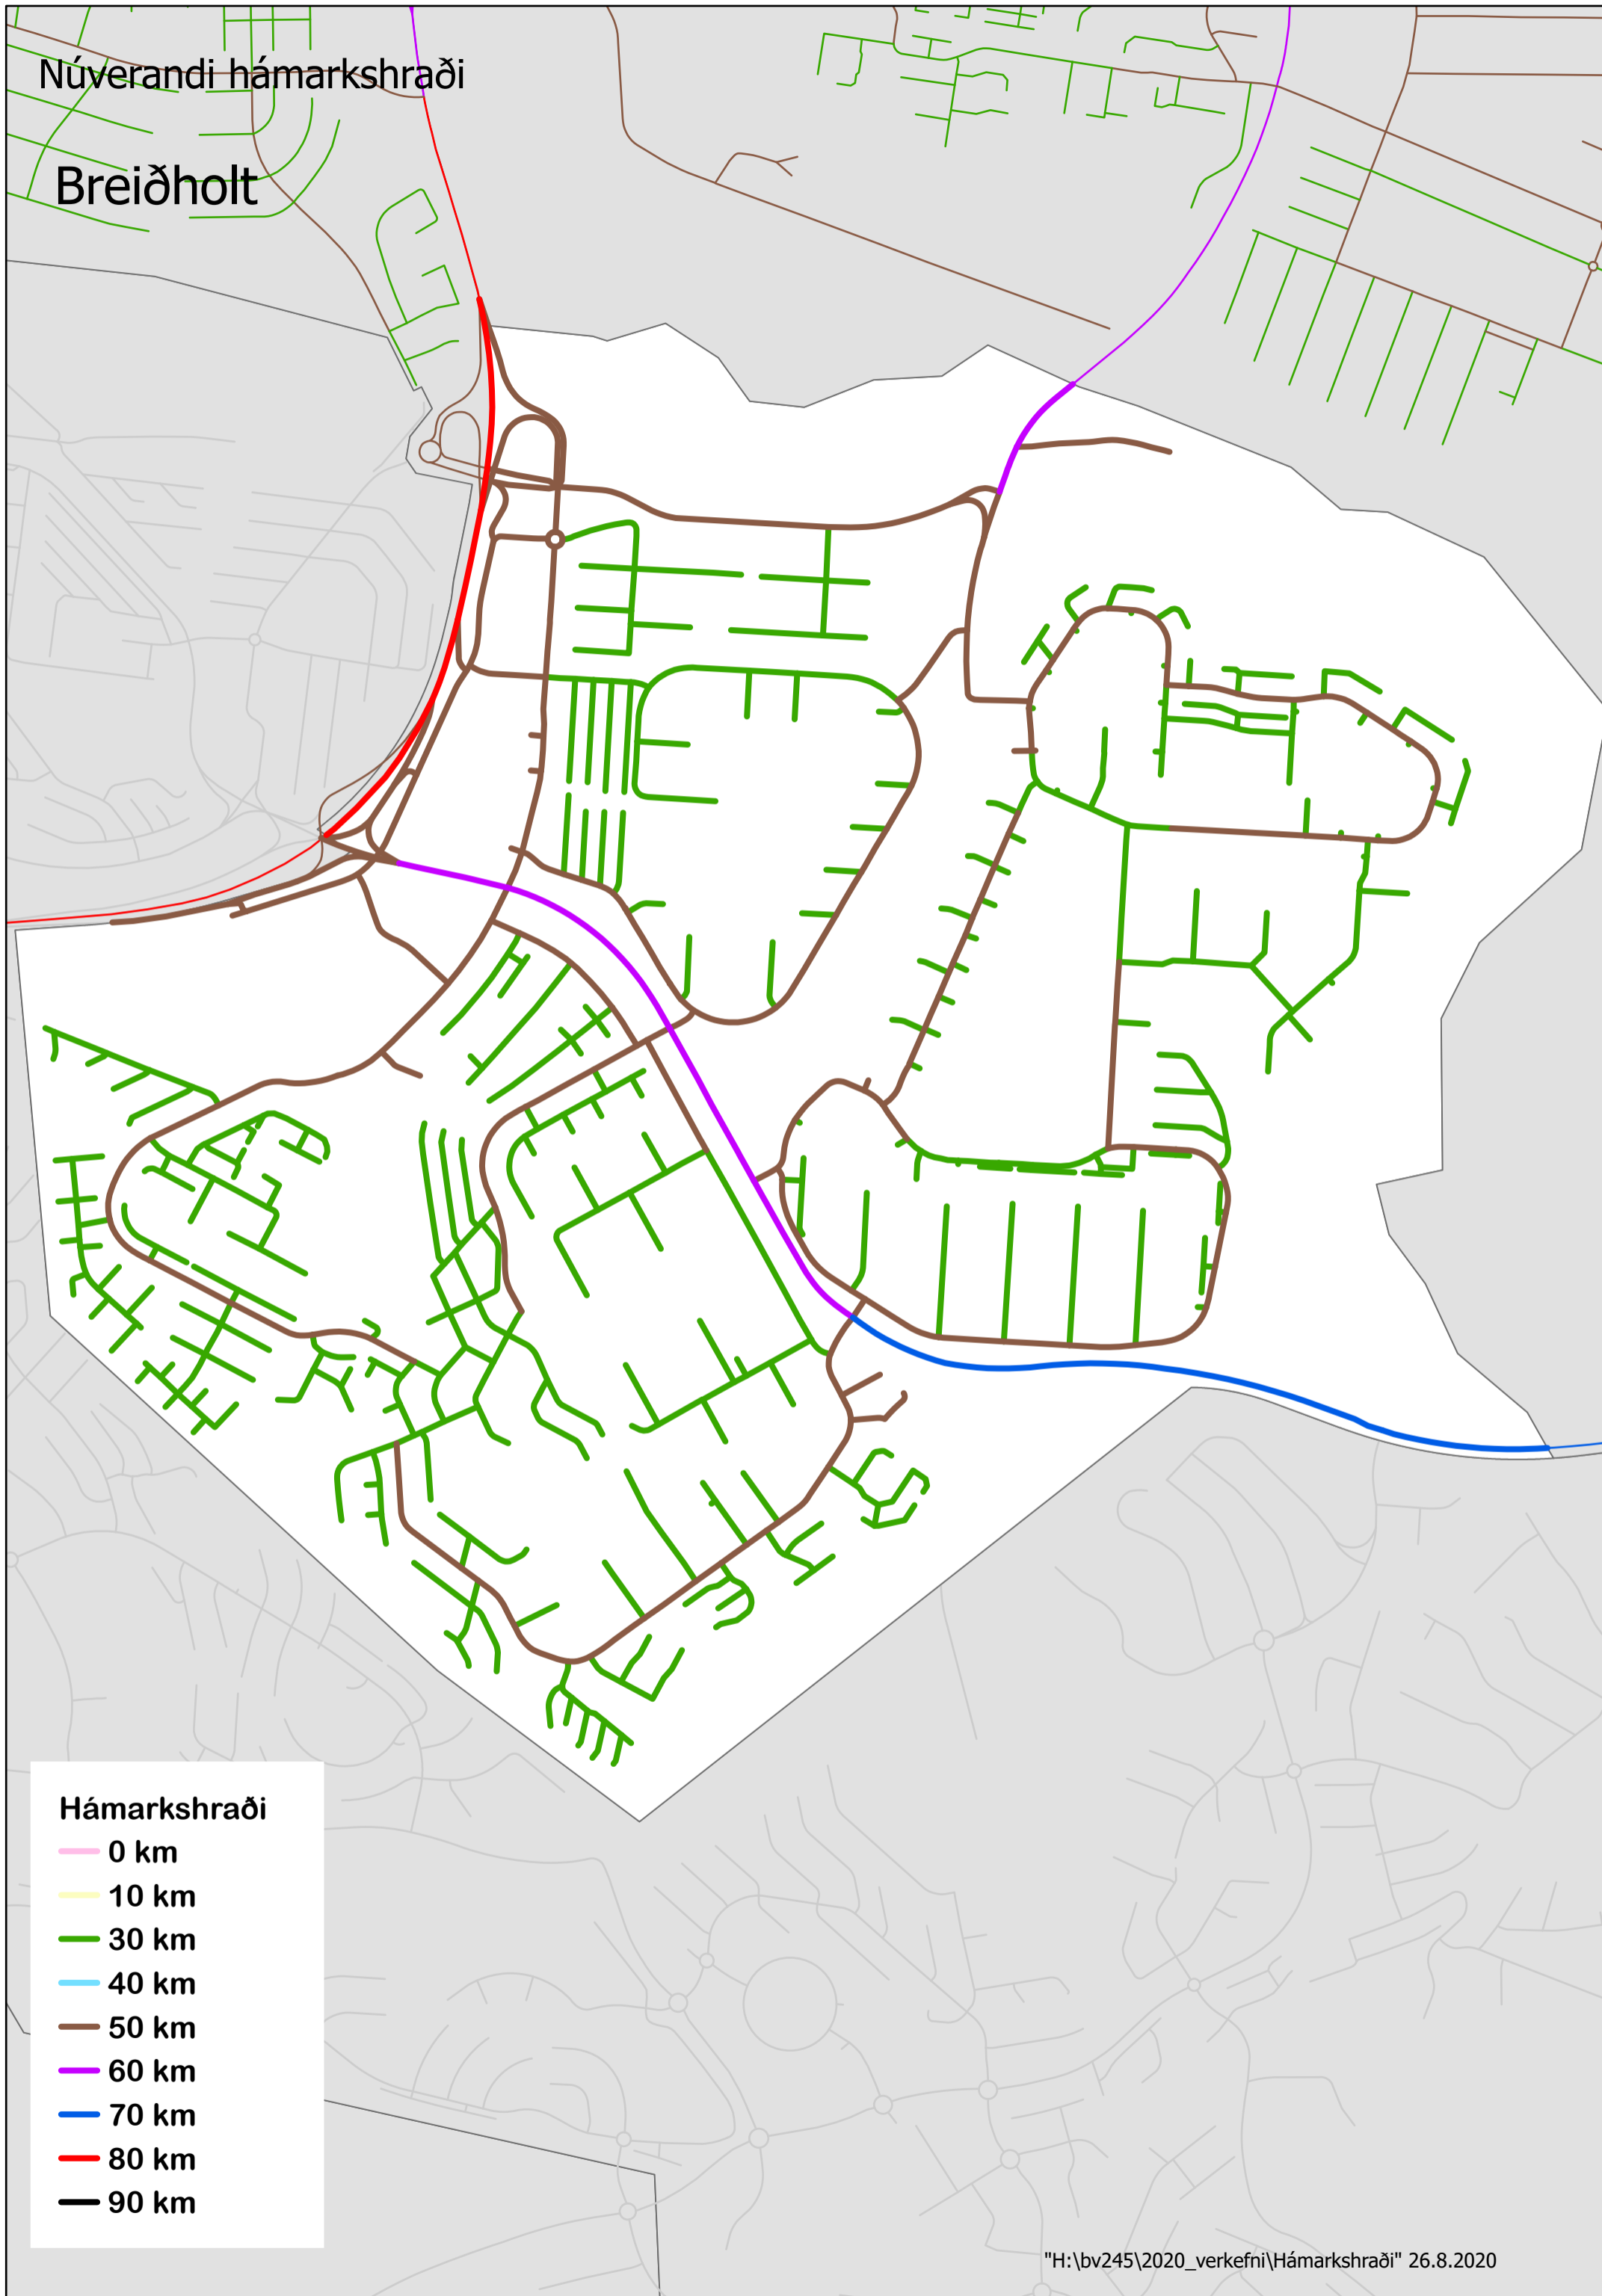 Núverandi hámarkshraði
Breiðholt
Hámarkshraði
0 km
10 km
30 km
40 km
50 km
60 km
70 km
80 km
90 km
"H:\bv245\2020_verkefni\Hámarkshraði" 26.8.2020